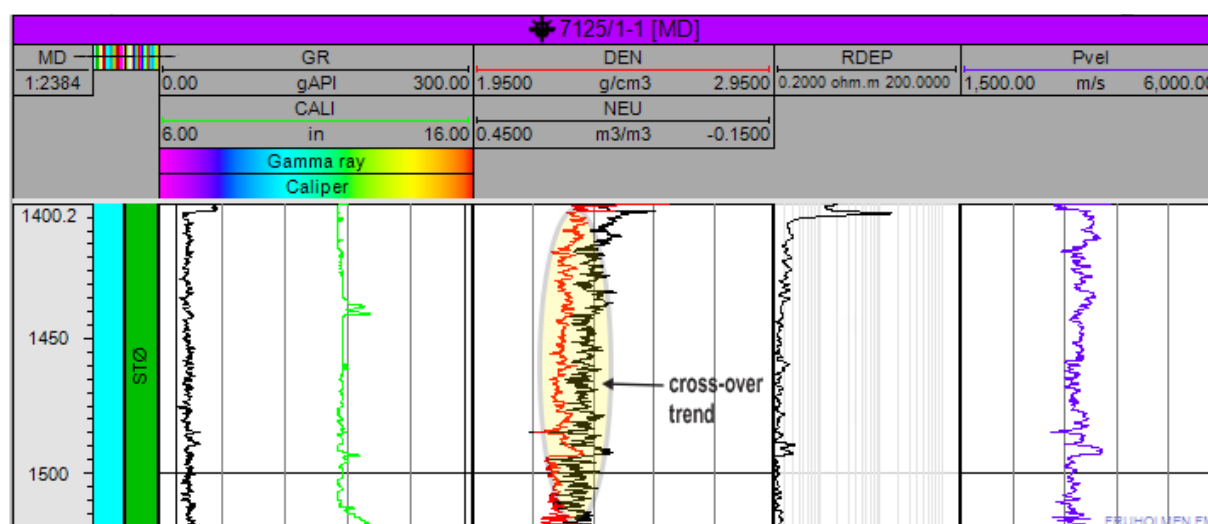 7125/1-1 [MD]
MD GR DEN RDEP Pvel
1:2384 0.00 gAPI 300.00 1.9500 g/cm3 2.9500 0.2000 ohm.m 200.0000 1,500.00 m/s 6,000.00
CALI NEU
6.00 in 16.00 0.4500 m3/m3 -0.1500
Gamma ray
Caliper
1400.2
1450
STØ
cross-over
trend
1500